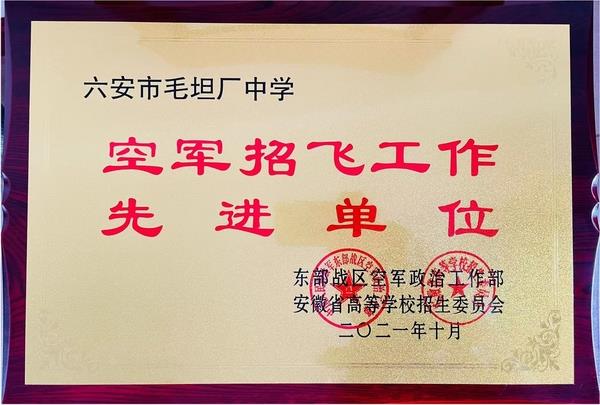 六安市毛坦厂中学
空军招飞工作
先进单位
东部战区空军政治工作部
安徽省高等学校招生委员会
二〇二一年十月